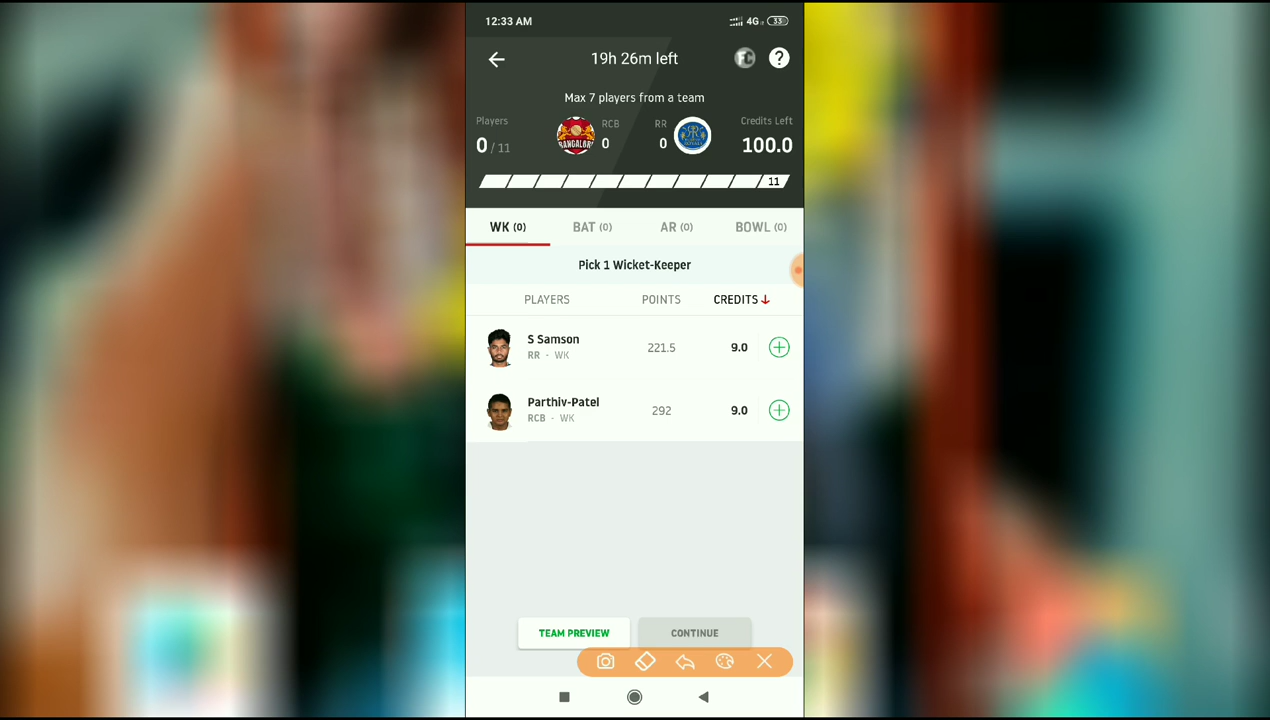 12:33 AM
4G
33
19h 26m left
FC
?
Max 7 players from a team
Players
0 / 11
BANGALORE
RCB
0
RR
0
RR
Credits Left
100.0
11
WK (0)
BAT (0)
AR (0)
BOWL (0)
Pick 1 Wicket-Keeper
PLAYERS
POINTS
CREDITS
S Samson
RR - WK
221.5
9.0
Parthiv-Patel
RCB - WK
292
9.0
TEAM PREVIEW
CONTINUE